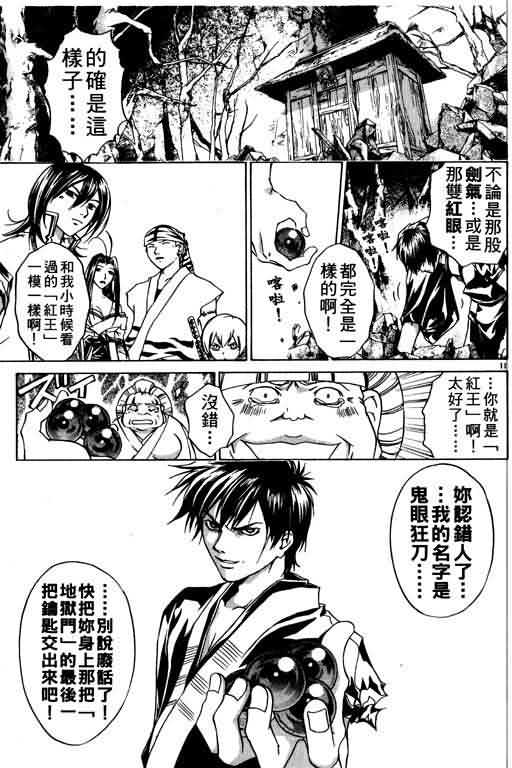 的確是這
樣子……
不論是那股
劍氣…或是
那雙紅眼…
喀啦！
喀啦！
喀啦！
都完全是一
樣的啊！
和我小時候看
過的「紅王」
一模一樣啊！
18
…你就是「
紅王」啊！
太好了……
沒錯…
妳認錯人了…
…我的名字是
鬼眼狂刀…
……別說廢話了！
快把妳身上那把「
地獄門」的最後一
把鑰匙交出來吧！